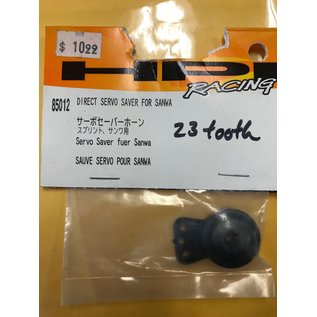 $ 10.99
HPI
RACING
85012
DIRECT SERVO SAVER FOR SANWA
サーボセーバーホーン
スプリント、サンワ用
Servo Saver fuer Sanwa
SAUVE SERVO POUR SANWA
23 tooth